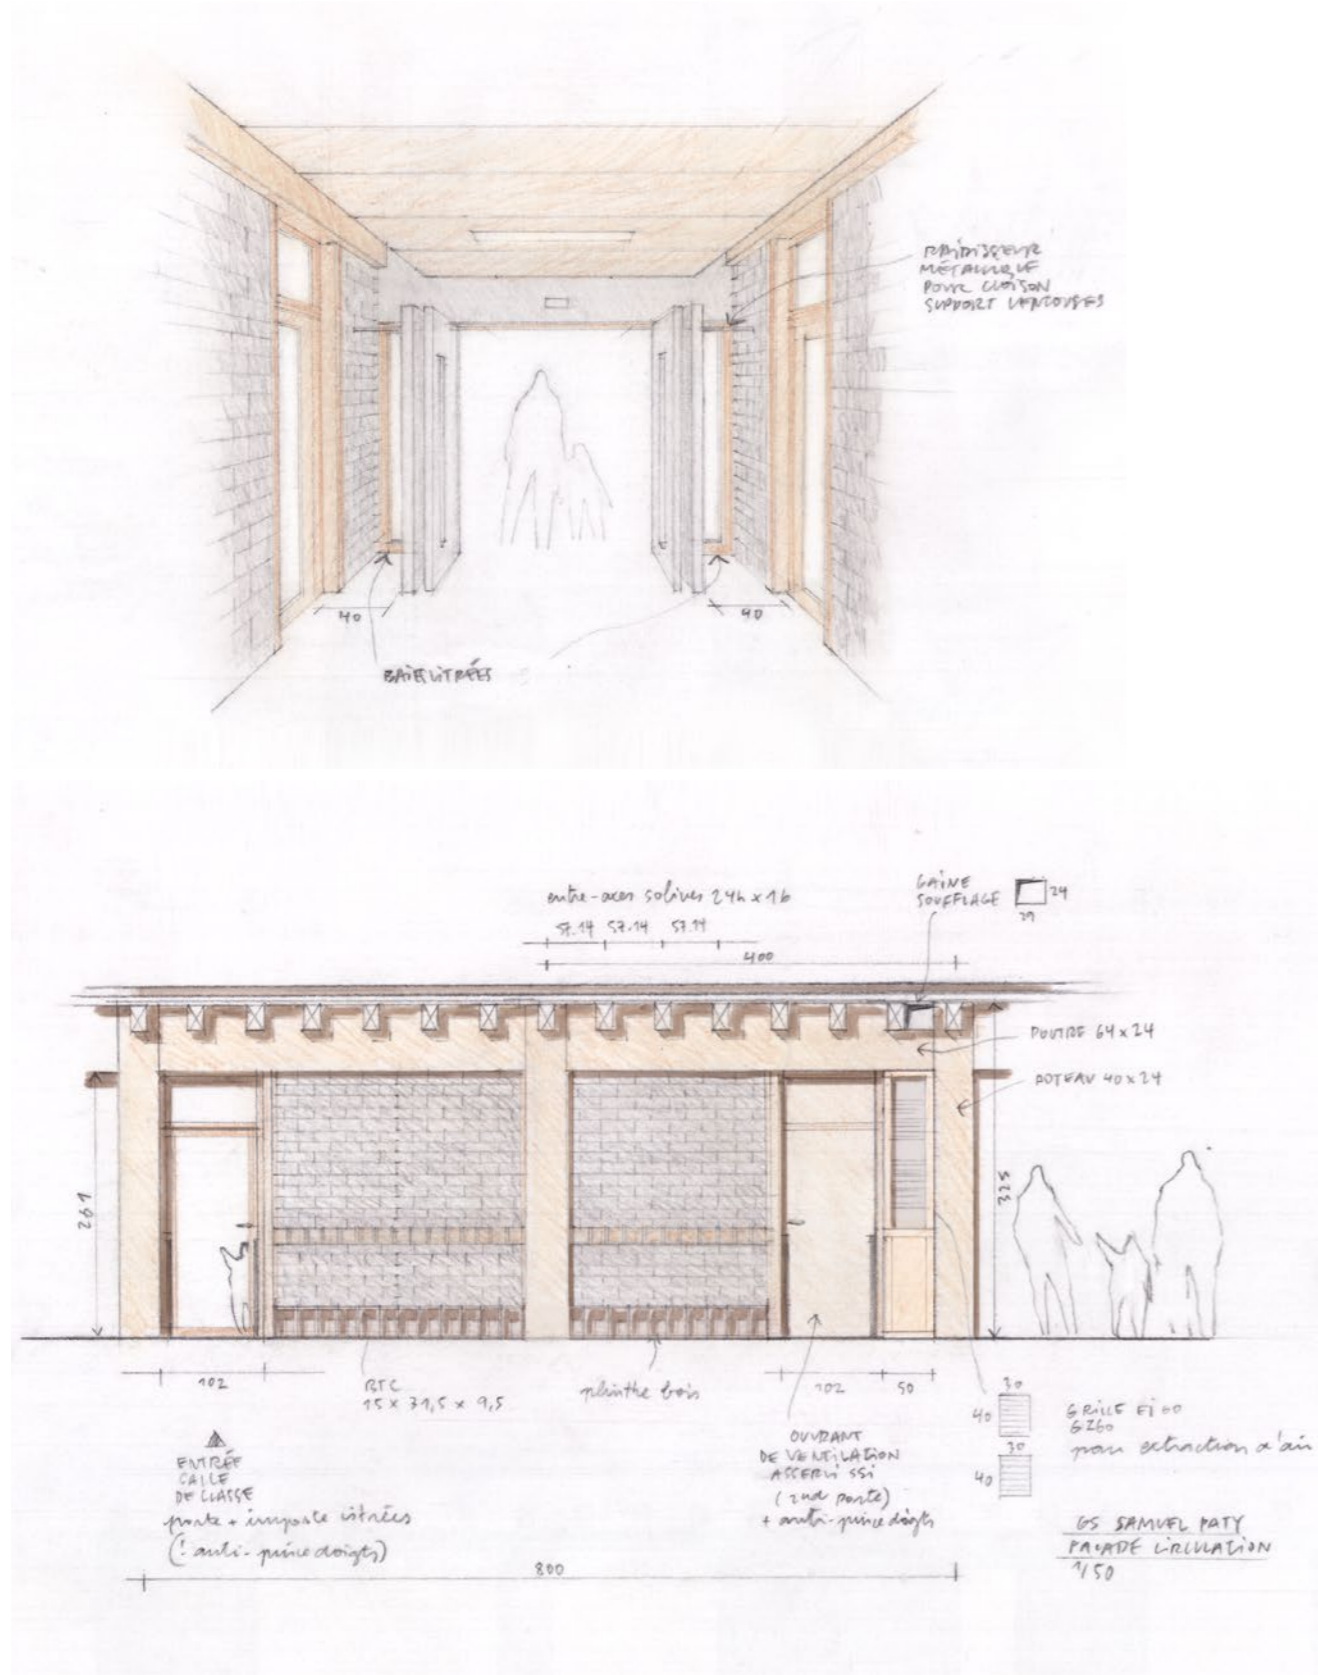 RAIDISSEUR
MÉTALLIQUE
POUR CLOISON
SUPPORT VENTOUSES
40
40
BAIES VITRÉES
entre-axes solives 24h x 16
57.14 57.14 57.14
400
GAÎNE
SOUFFLAGE
24
29
POUTRE 64 x 24
POTEAU 40 x 24
261
325
102
BTC
15 x 31,5 x 9,5
plinthe bois
102
50
30
40
30
40
GRILLE EI 60
G260
pour extraction d'air
ENTRÉE
SALLE
DE CLASSE
porte + imposte vitrées
(! anti-pince doigts)
OUVRANT
DE VENTILATION
ASSERVI SSI
(2nd porte)
+ anti-pince doigts
800
GS SAMUEL PATY
FAÇADE CIRCULATION
1/50